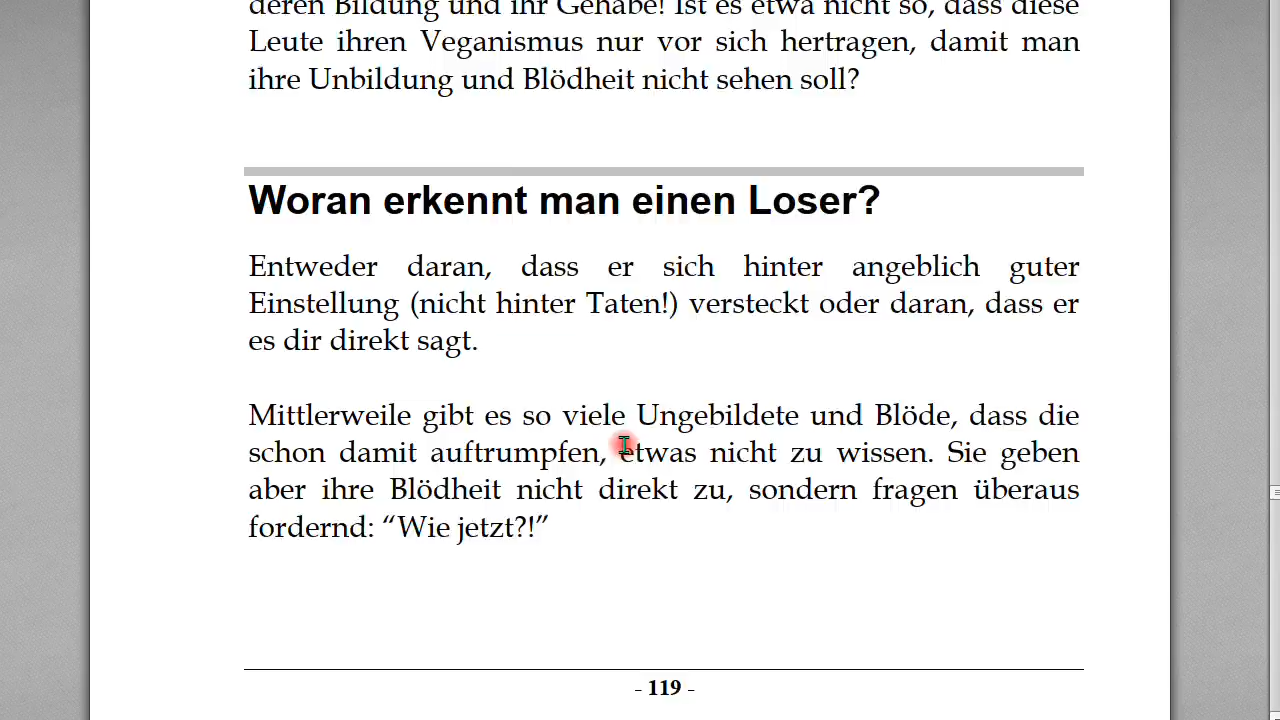 deren Bildung und ihr Gehabe! Ist es etwa nicht so, dass diese
Leute ihren Veganismus nur vor sich hertragen, damit man
ihre Unbildung und Blödheit nicht sehen soll?
Woran erkennt man einen Loser?
Entweder daran, dass er sich hinter angeblich guter
Einstellung (nicht hinter Taten!) versteckt oder daran, dass er
es dir direkt sagt.
Mittlerweile gibt es so viele Ungebildete und Blöde, dass die
schon damit auftrumpfen, etwas nicht zu wissen. Sie geben
aber ihre Blödheit nicht direkt zu, sondern fragen überaus
fordernd: “Wie jetzt?!”
- 119 -